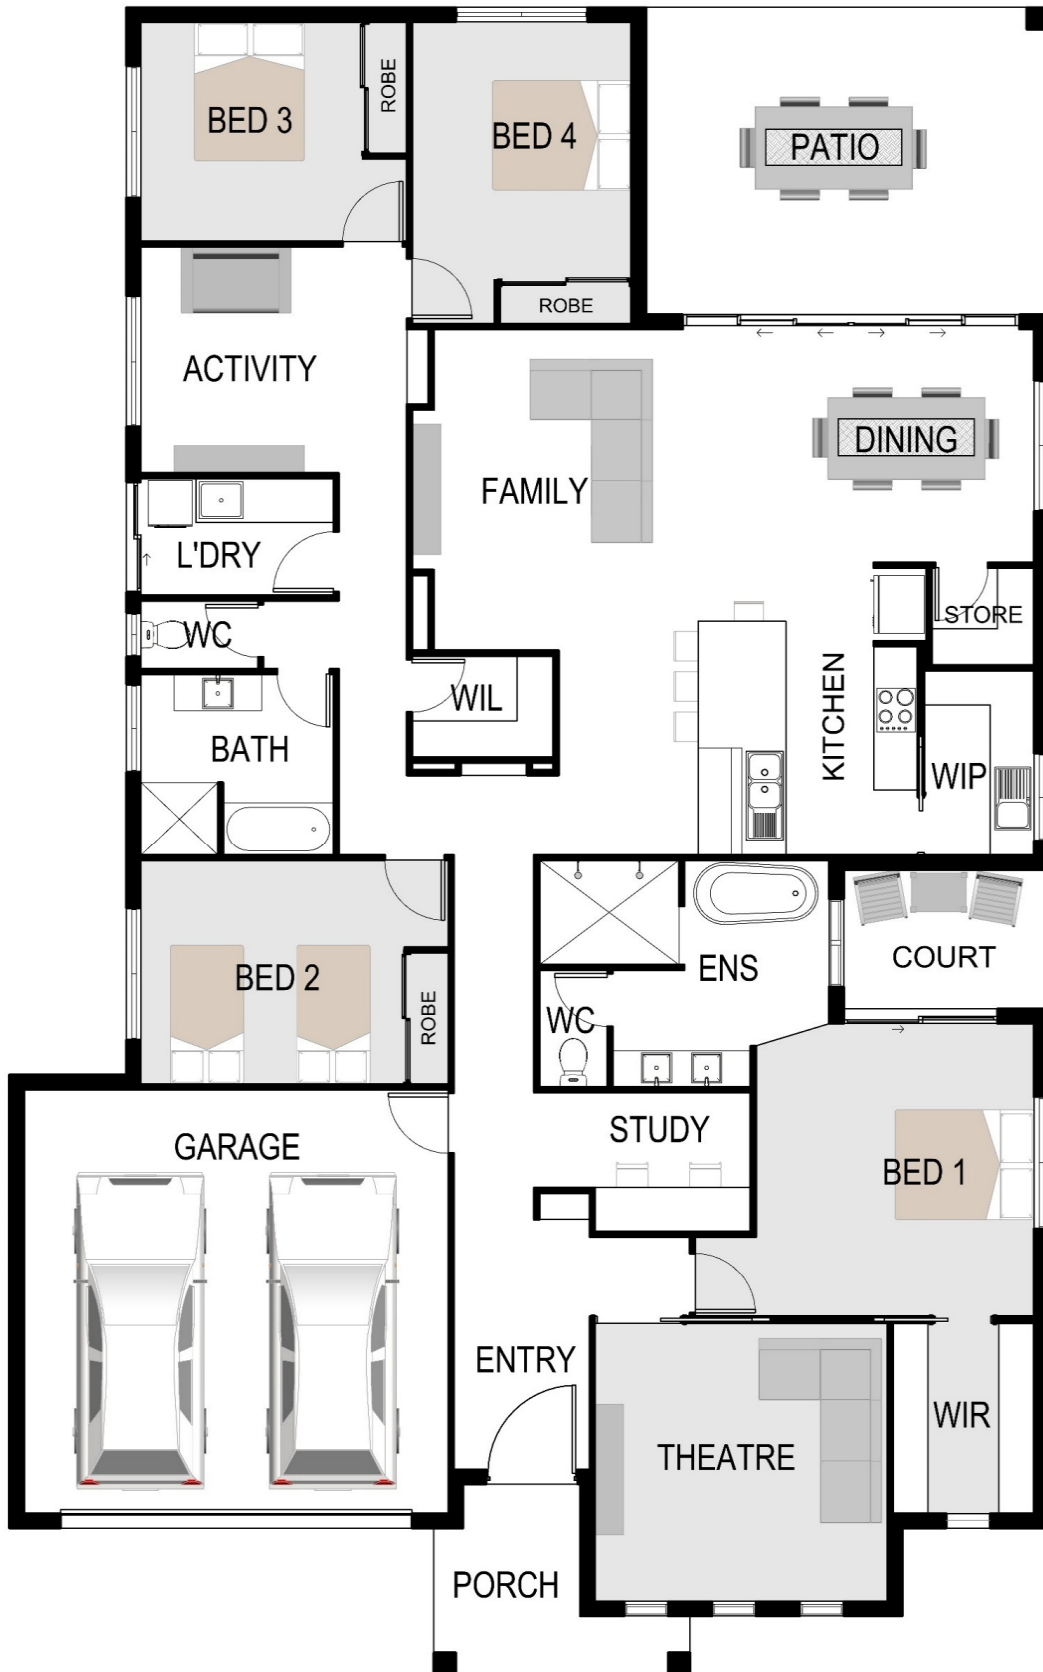 BED 3
ROBE
BED 4
PATIO
ROBE
ACTIVITY
DINING
FAMILY
L'DRY
STORE
WC
KITCHEN
WIL
BATH
WIP
COURT
ENS
BED 2
ROBE
WC
STUDY
GARAGE
BED 1
ENTRY
WIR
THEATRE
PORCH